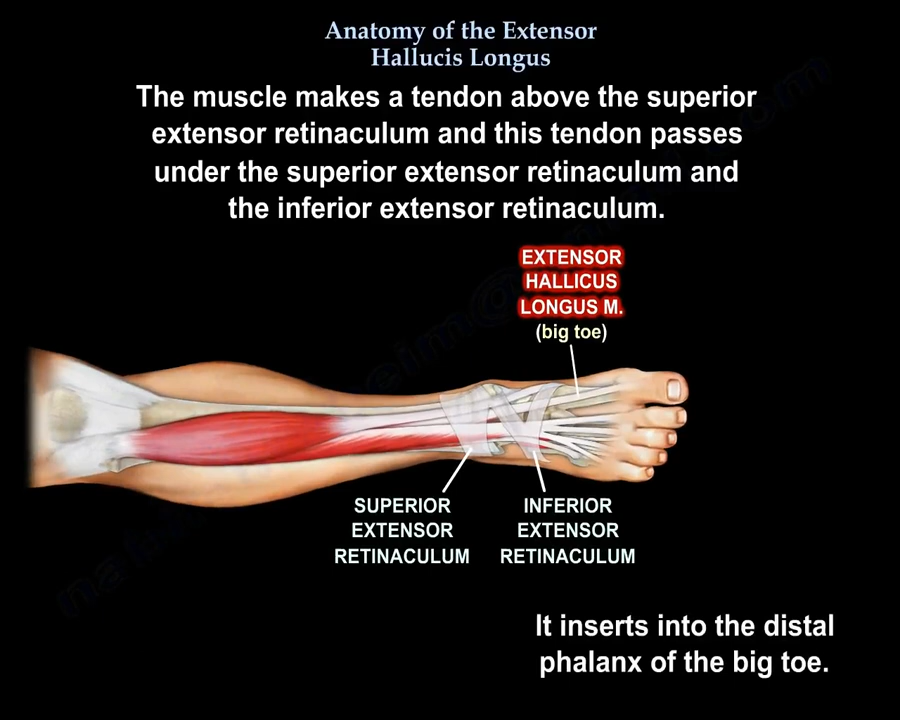 Anatomy of the Extensor
Hallucis Longus
The muscle makes a tendon above the superior
extensor retinaculum and this tendon passes
under the superior extensor retinaculum and
the inferior extensor retinaculum.
EXTENSOR
HALLICUS
LONGUS M.
(big toe)
SUPERIOR
EXTENSOR
RETINACULUM
INFERIOR
EXTENSOR
RETINACULUM
It inserts into the distal
phalanx of the big toe.